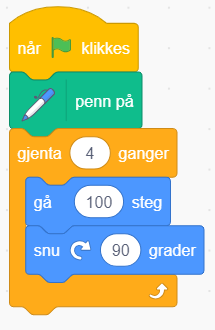 når klikkes
penn på
gjenta 4 ganger
gå 100 steg
snu 90 grader